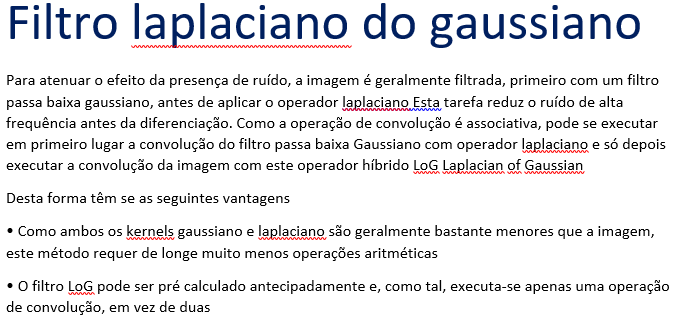 Filtro laplaciano do gaussiano
Para atenuar o efeito da presença de ruído, a imagem é geralmente filtrada, primeiro com um filtro
passa baixa gaussiano, antes de aplicar o operador laplaciano Esta tarefa reduz o ruído de alta
frequência antes da diferenciação. Como a operação de convolução é associativa, pode se executar
em primeiro lugar a convolução do filtro passa baixa Gaussiano com operador laplaciano e só depois
executar a convolução da imagem com este operador híbrido LoG Laplacian of Gaussian
Desta forma têm se as seguintes vantagens
• Como ambos os kernels gaussiano e laplaciano são geralmente bastante menores que a imagem,
este método requer de longe muito menos operações aritméticas
• O filtro LoG pode ser pré calculado antecipadamente e, como tal, executa-se apenas uma operação
de convolução, em vez de duas